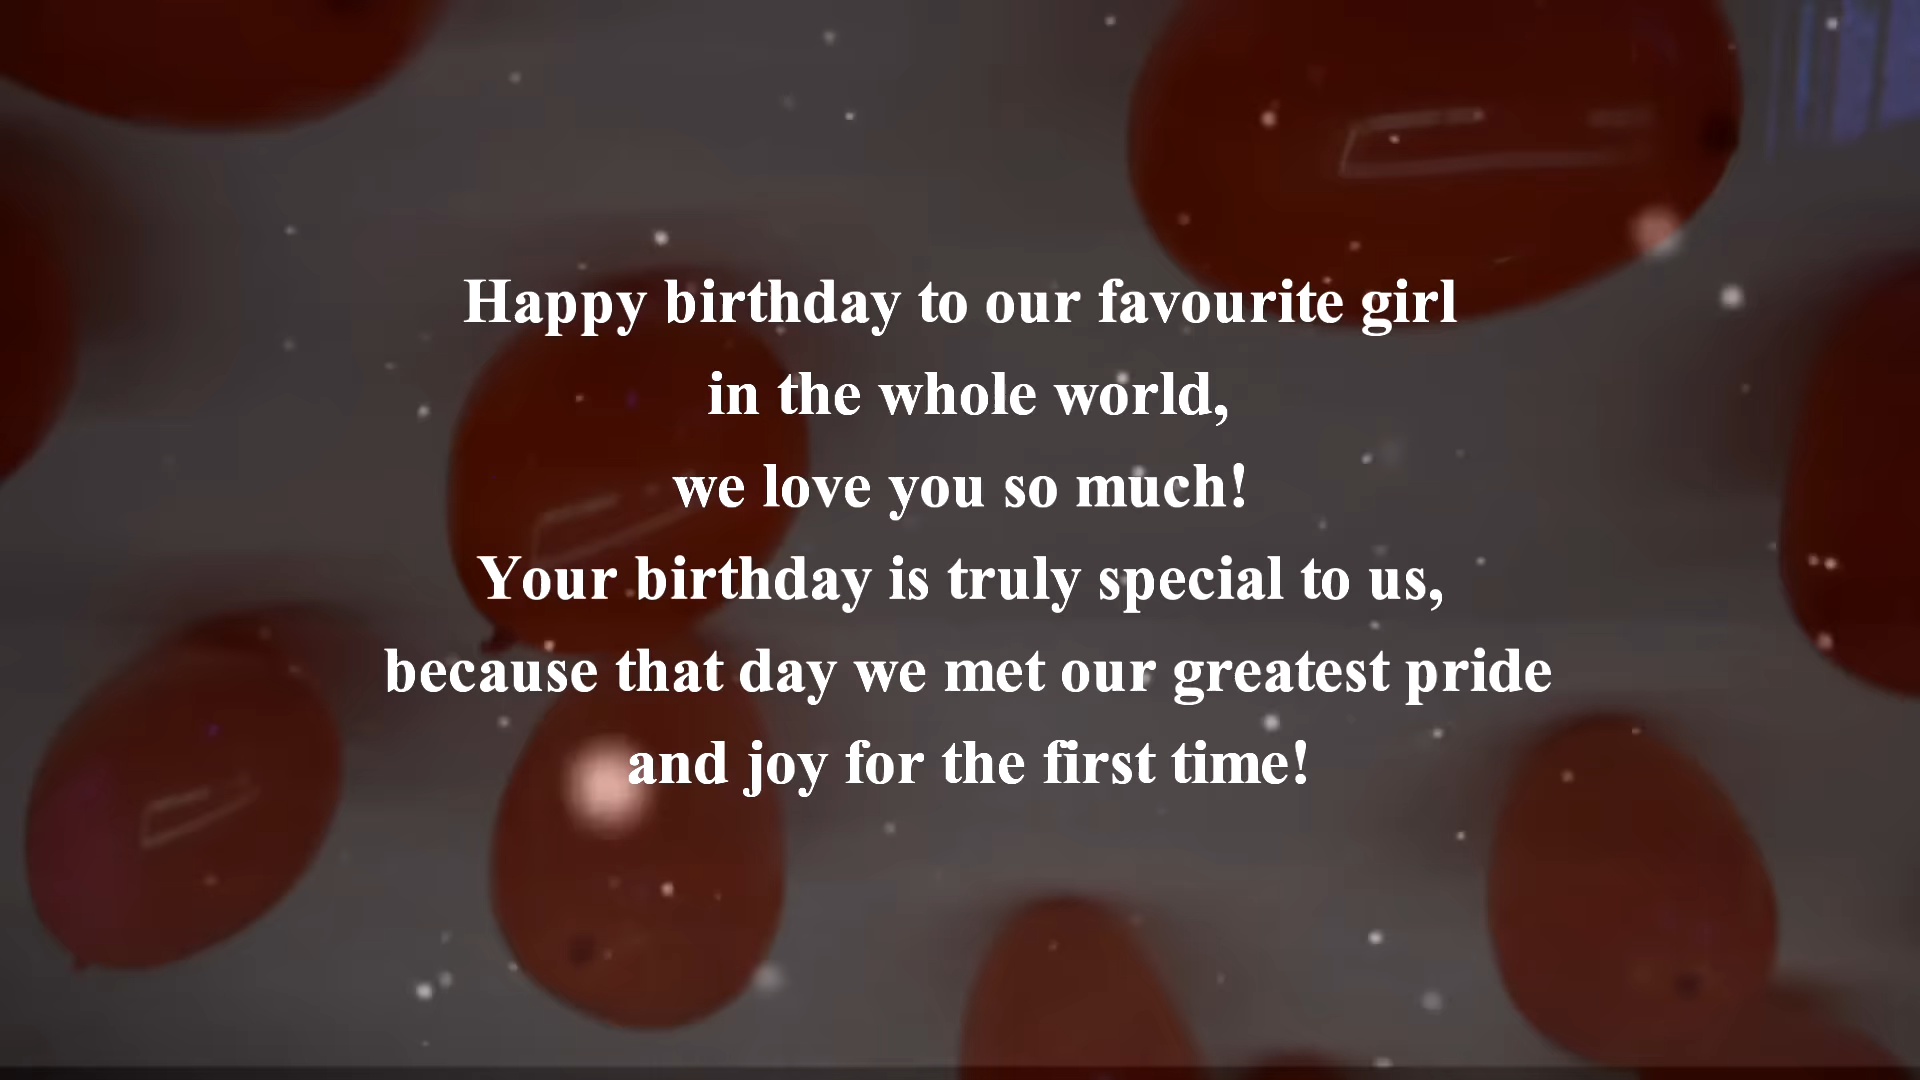 Happy birthday to our favourite girl
in the whole world,
we love you so much!
Your birthday is truly special to us,
because that day we met our greatest pride
and joy for the first time!